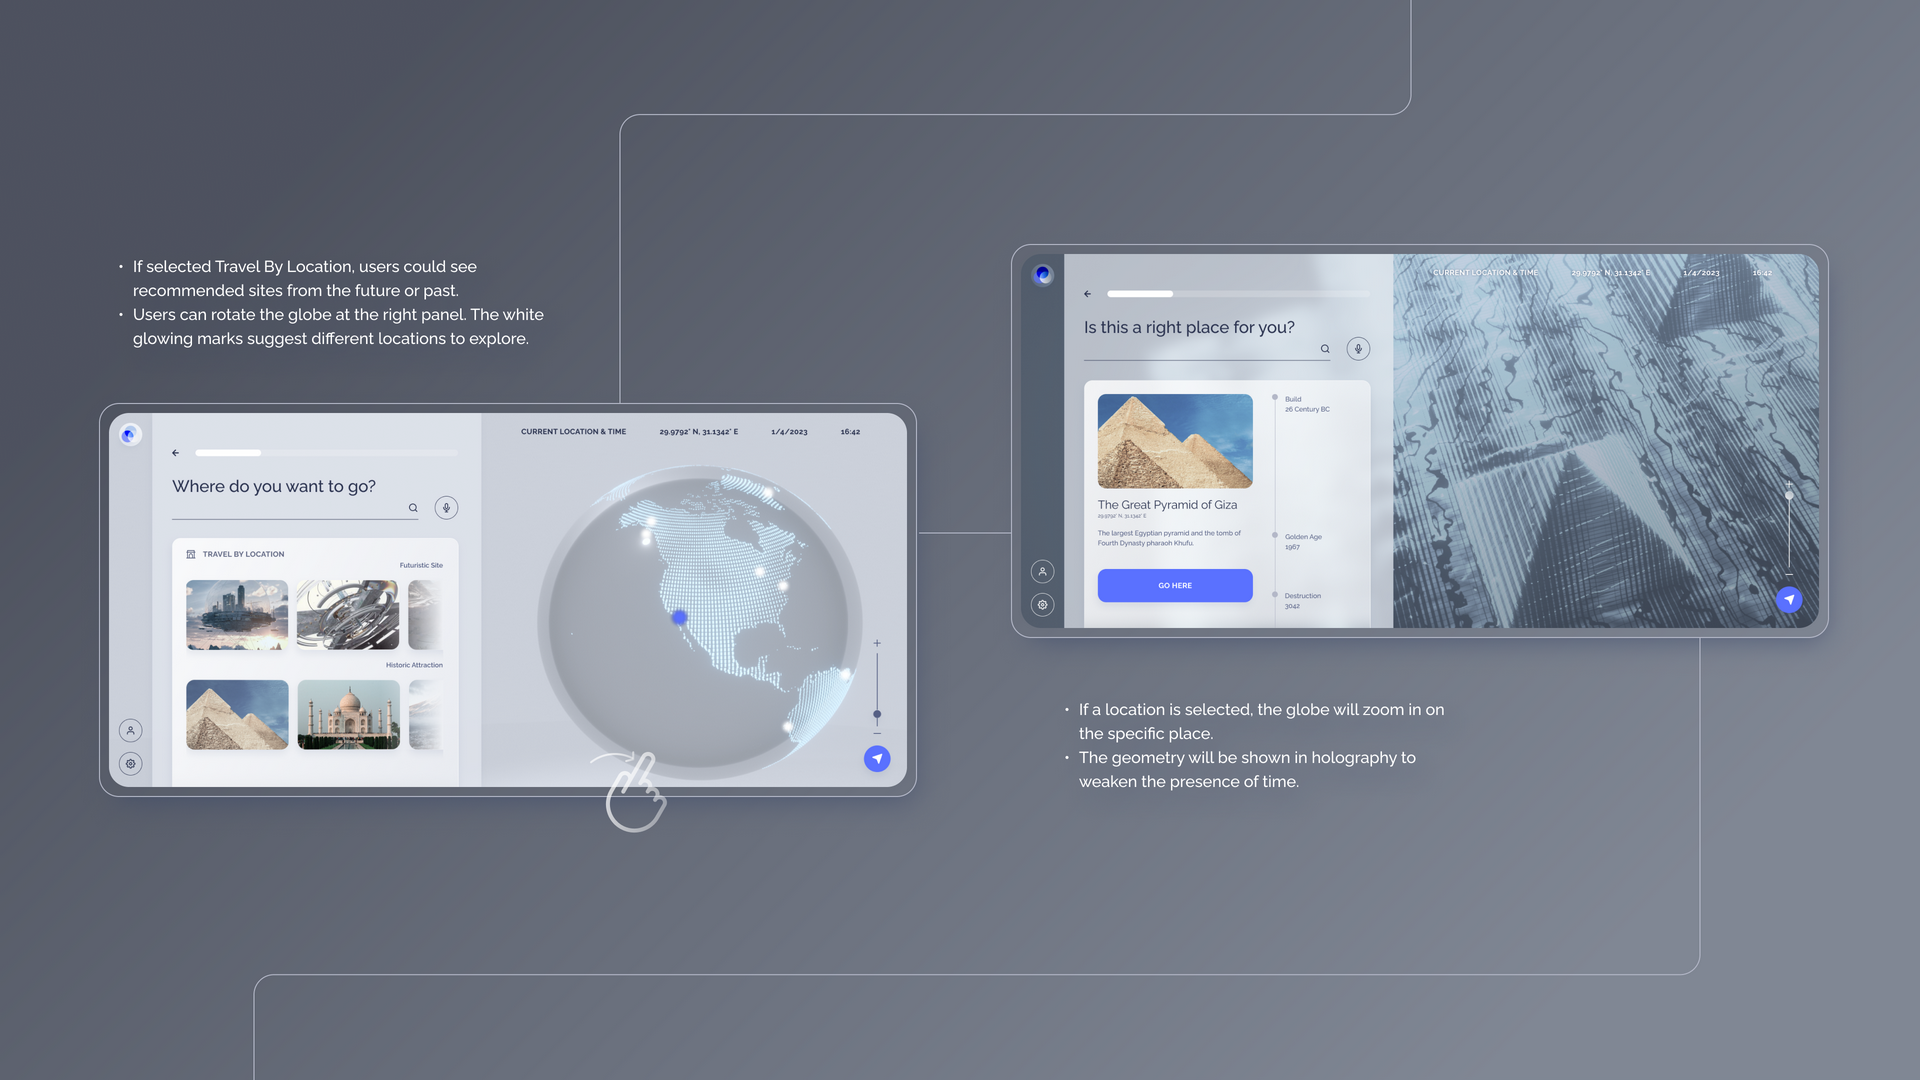 • If selected Travel By Location, users could see
recommended sites from the future or past.
• Users can rotate the globe at the right panel. The white
glowing marks suggest different locations to explore.
CURRENT LOCATION & TIME 29.9792° N, 31.1342° E 1/4/2023 16:42
Where do you want to go?
TRAVEL BY LOCATION
Futuristic Site
Historic Attraction
CURRENT LOCATION & TIME 29.9792° N, 31.1342° E 1/4/2023 16:42
Is this a right place for you?
Build
26 Century BC
The Great Pyramid of Giza
29.9792° N, 31.1342° E
The largest Egyptian pyramid and the tomb of
Fourth Dynasty pharaoh Khufu.
GO HERE
Golden Age
1967
Destruction
3042
• If a location is selected, the globe will zoom in on
the specific place.
• The geometry will be shown in holography to
weaken the presence of time.